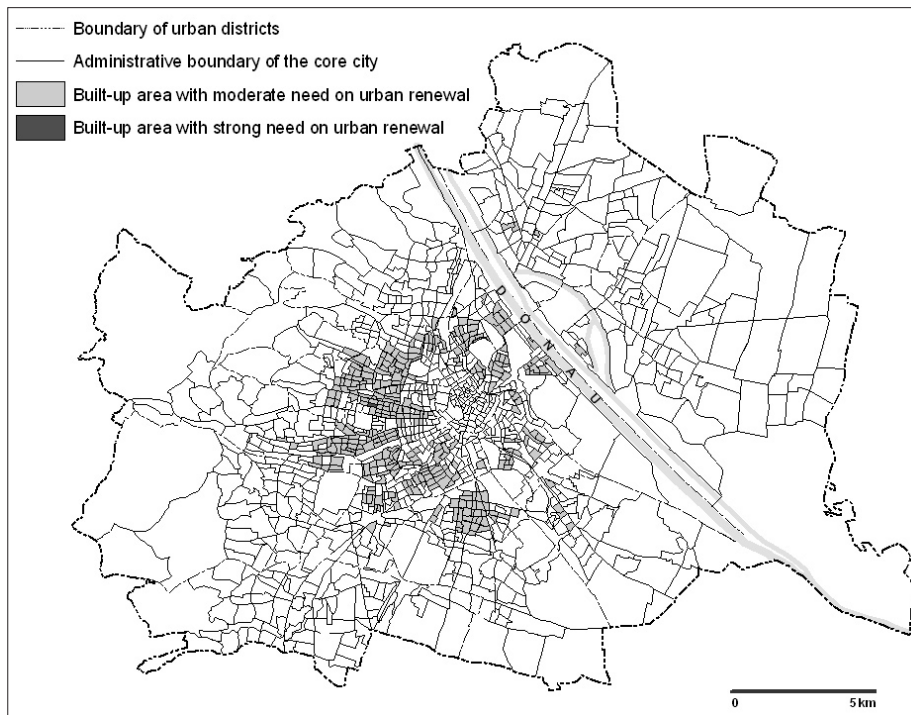 Boundary of urban districts
Administrative boundary of the core city
Built-up area with moderate need on urban renewal
Built-up area with strong need on urban renewal
DONAU
0 5 km